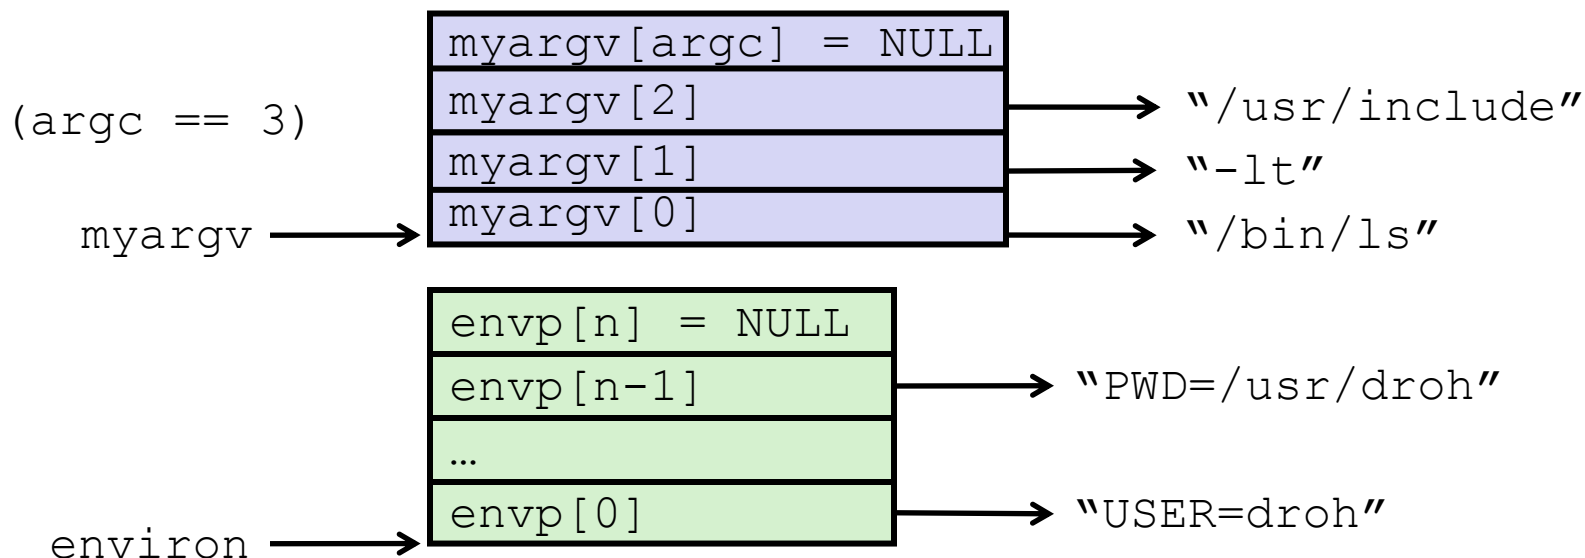 myargv[argc] = NULL
(argc == 3)
myargv[2]
“/usr/include”
myargv[1]
“-lt”
myargv[0]
myargv
“/bin/ls”
envp[n] = NULL
envp[n-1]
“PWD=/usr/droh”
…
envp[0]
“USER=droh”
environ